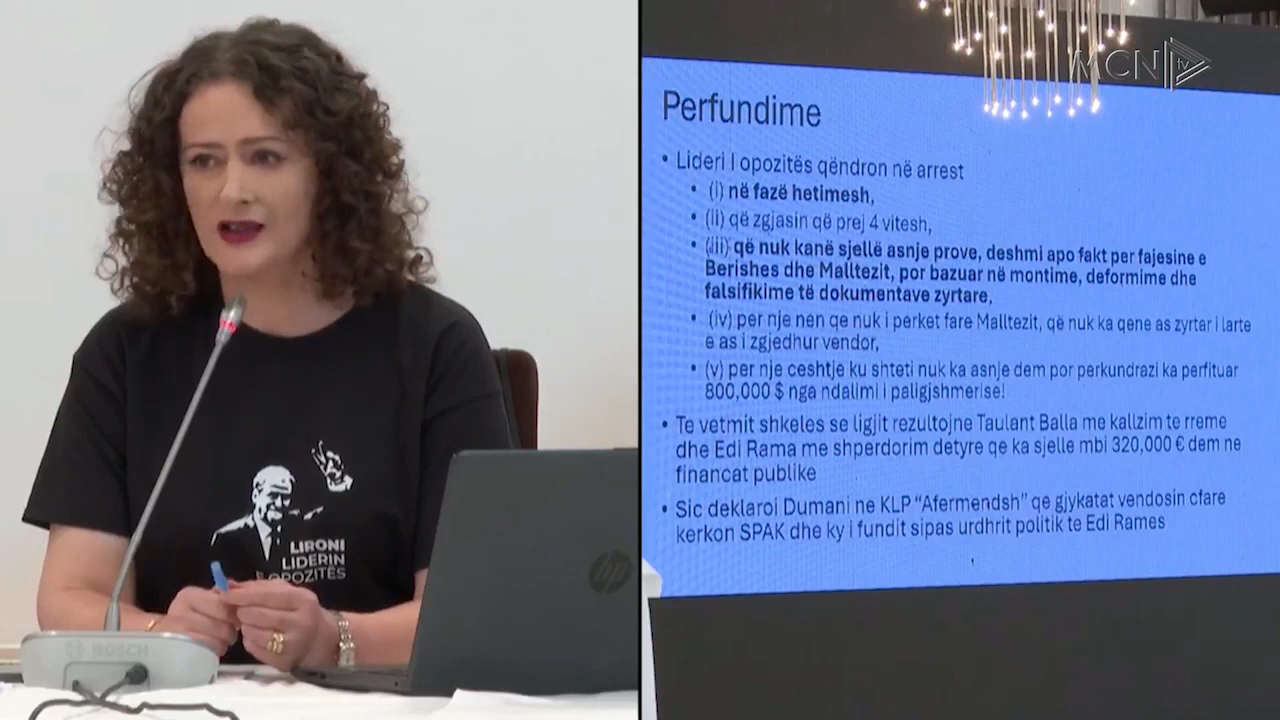 LIRONI
LIDERIN
E OPOZITËS
BOSCH
hp
MCN tv
Perfundime
• Lideri I opozitës qëndron në arrest
• (i) në fazë hetimesh,
• (ii) që zgjasin që prej 4 vitesh,
• (iii) që nuk kanë sjellë asnje prove, deshmi apo fakt per fajesine e
Berishes dhe Malltezit, por bazuar në montime, deformime dhe
falsifikime të dokumentave zyrtare,
• (iv) per nje nen qe nuk i perket fare Malltezit, që nuk ka qene as zyrtar i larte
e as i zgjedhur vendor,
• (v) per nje ceshtje ku shteti nuk ka asnje dem por perkundrazi ka perfituar
800,000 $ nga ndalimi i paligjshmerise!
• Te vetmit shkeles se ligjit rezultojne Taulant Balla me kallzim te rreme
dhe Edi Rama me shperdorim detyre qe ka sjelle mbi 320,000 € dem ne
financat publike
• Sic deklaroi Dumani ne KLP “Afermendsh” qe gjykatat vendosin cfare
kerkon SPAK dhe ky i fundit sipas urdhrit politik te Edi Rames